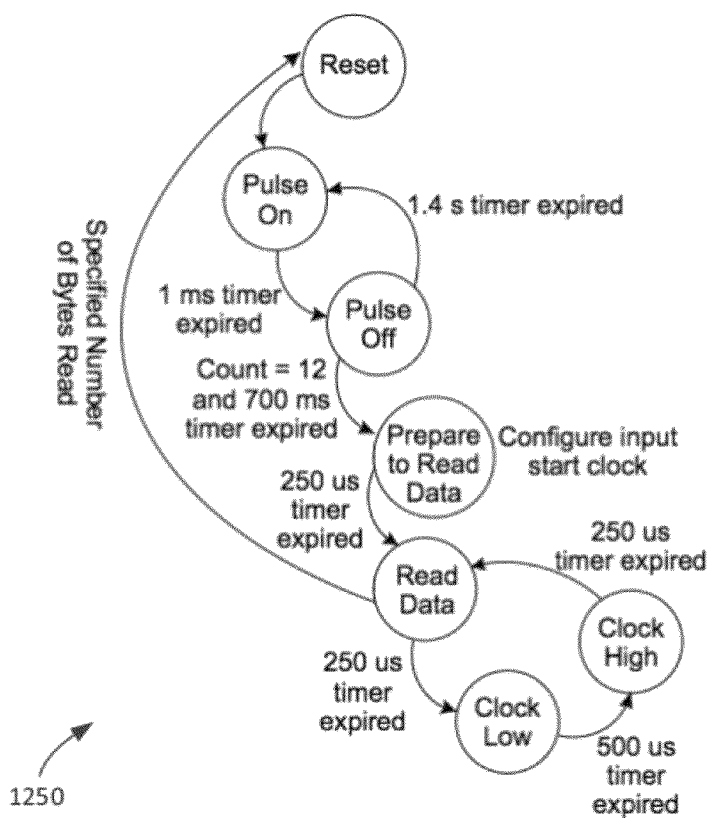 Reset
Pulse
On
1.4 s timer expired
Specified Number
of Bytes Read
1 ms timer
expired
Pulse
Off
Count = 12
and 700 ms
timer expired
Prepare
to Read
Data
Configure input
start clock
250 us
timer
expired
250 us
timer expired
Read
Data
Clock
High
250 us
timer
expired
Clock
Low
500 us
timer
expired
1250